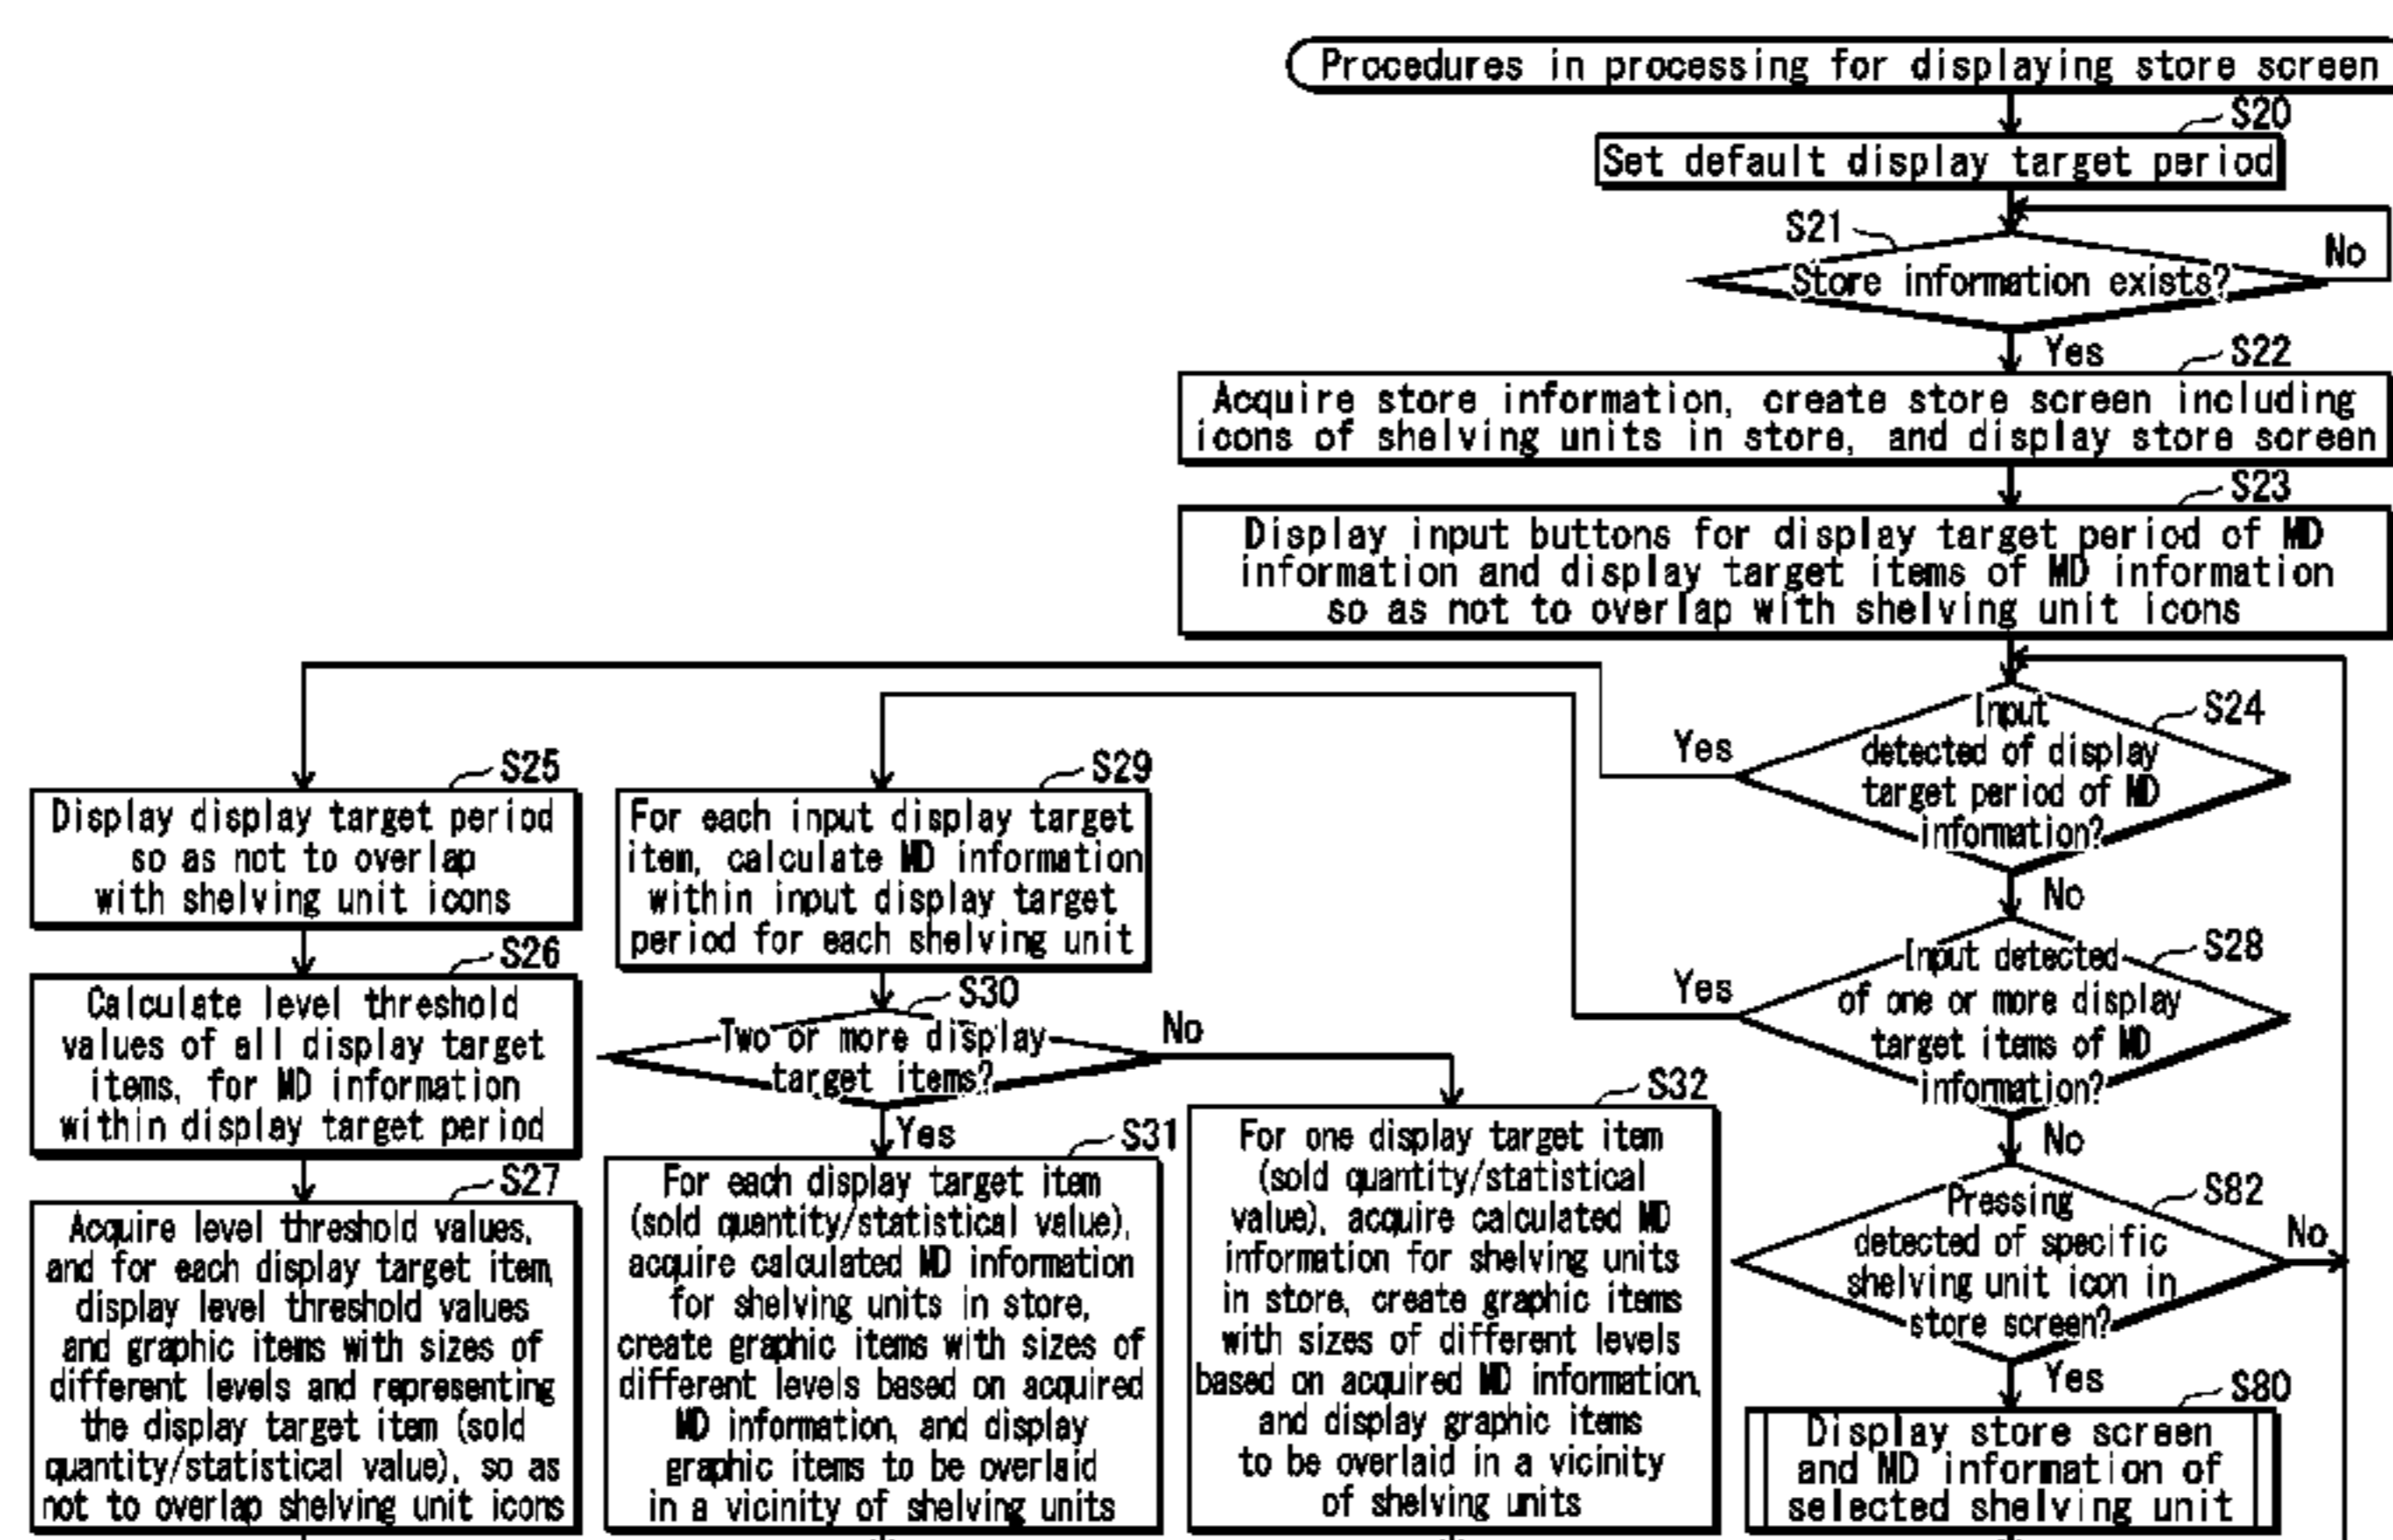 Procedures in processing for displaying store screen
S20
Set default display target period
S21
Store information exists?
No
Yes
S22
Acquire store information, create store screen including
icons of shelving units in store, and display store screen
S23
Display input buttons for display target period of MD
information and display target items of MD information
so as not to overlap with shelving unit icons
S24
Input
detected of display
target period of MD
information?
Yes
No
S25
Display display target period
so as not to overlap
with shelving unit icons
S26
Calculate level threshold
values of all display target
items, for MD information
within display target period
S27
Acquire level threshold values,
and for each display target item,
display level threshold values
and graphic items with sizes of
different levels and representing
the display target item (sold
quantity/statistical value), so as
not to overlap shelving unit icons
S28
Input detected
of one or more display
target items of MD
information?
Yes
No
S29
For each input display target
item, calculate MD information
within input display target
period for each shelving unit
S30
Two or more display
target items?
No
Yes
S31
For each display target item
(sold quantity/statistical value),
acquire calculated MD information
for shelving units in store,
create graphic items with sizes of
different levels based on acquired
MD information, and display
graphic items to be overlaid
in a vicinity of shelving units
S32
For one display target item
(sold quantity/statistical
value), acquire calculated MD
information for shelving units
in store, create graphic items
with sizes of different levels
based on acquired MD information,
and display graphic items
to be overlaid in a vicinity
of shelving units
S82
Pressing
detected of specific
shelving unit icon in
store screen?
No
Yes
S80
Display store screen
and MD information of
selected shelving unit